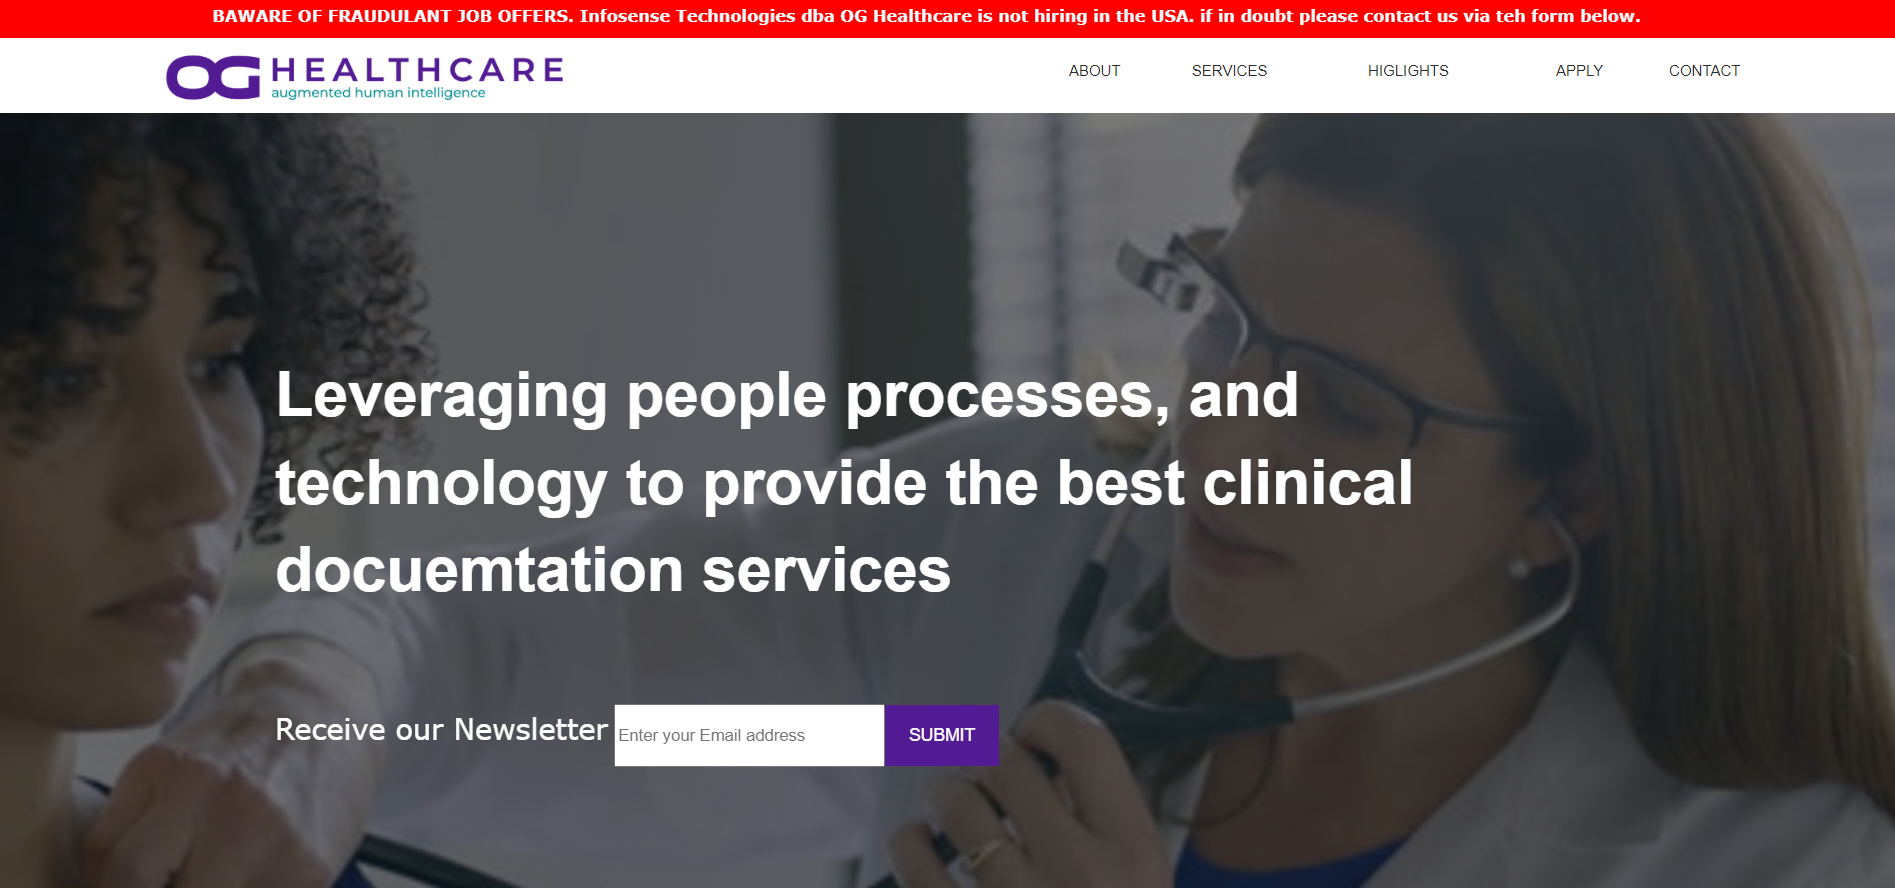 BAWARE OF FRAUDULANT JOB OFFERS. Infosense Technologies dba OG Healthcare is not hiring in the USA. if in doubt please contact us via teh form below.
OG HEALTHCARE
augmented human intelligence
ABOUT SERVICES HIGLIGHTS APPLY CONTACT
Leveraging people processes, and
technology to provide the best clinical
docuemtation services
Receive our Newsletter Enter your Email address SUBMIT